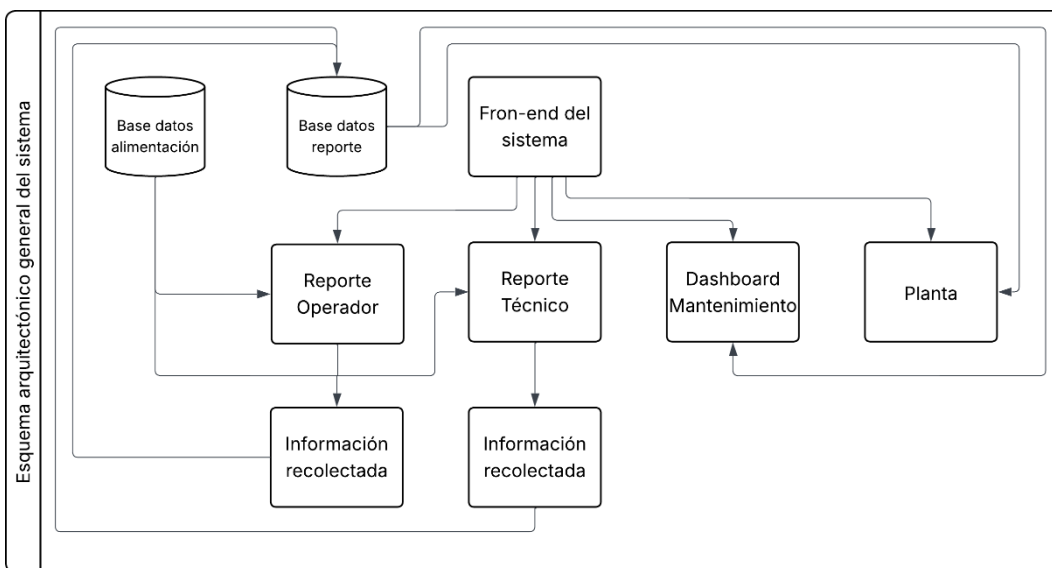 Esquema arquitectónico general del sistema
Base datos
alimentación
Base datos
reporte
Fron-end del
sistema
Reporte
Operador
Reporte
Técnico
Dashboard
Mantenimiento
Planta
Información
recolectada
Información
recolectada